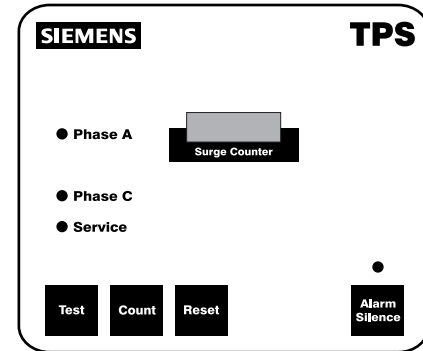 SIEMENS
TPS
Phase A
Surge Counter
Phase C
Service
Test
Count
Reset
Alarm
Silence